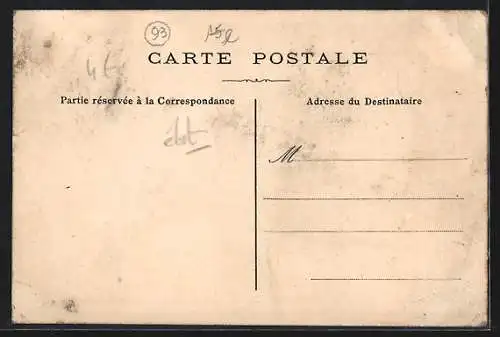 93
CARTE POSTALE
Partie réservée à la Correspondance
Adresse du Destinataire
M